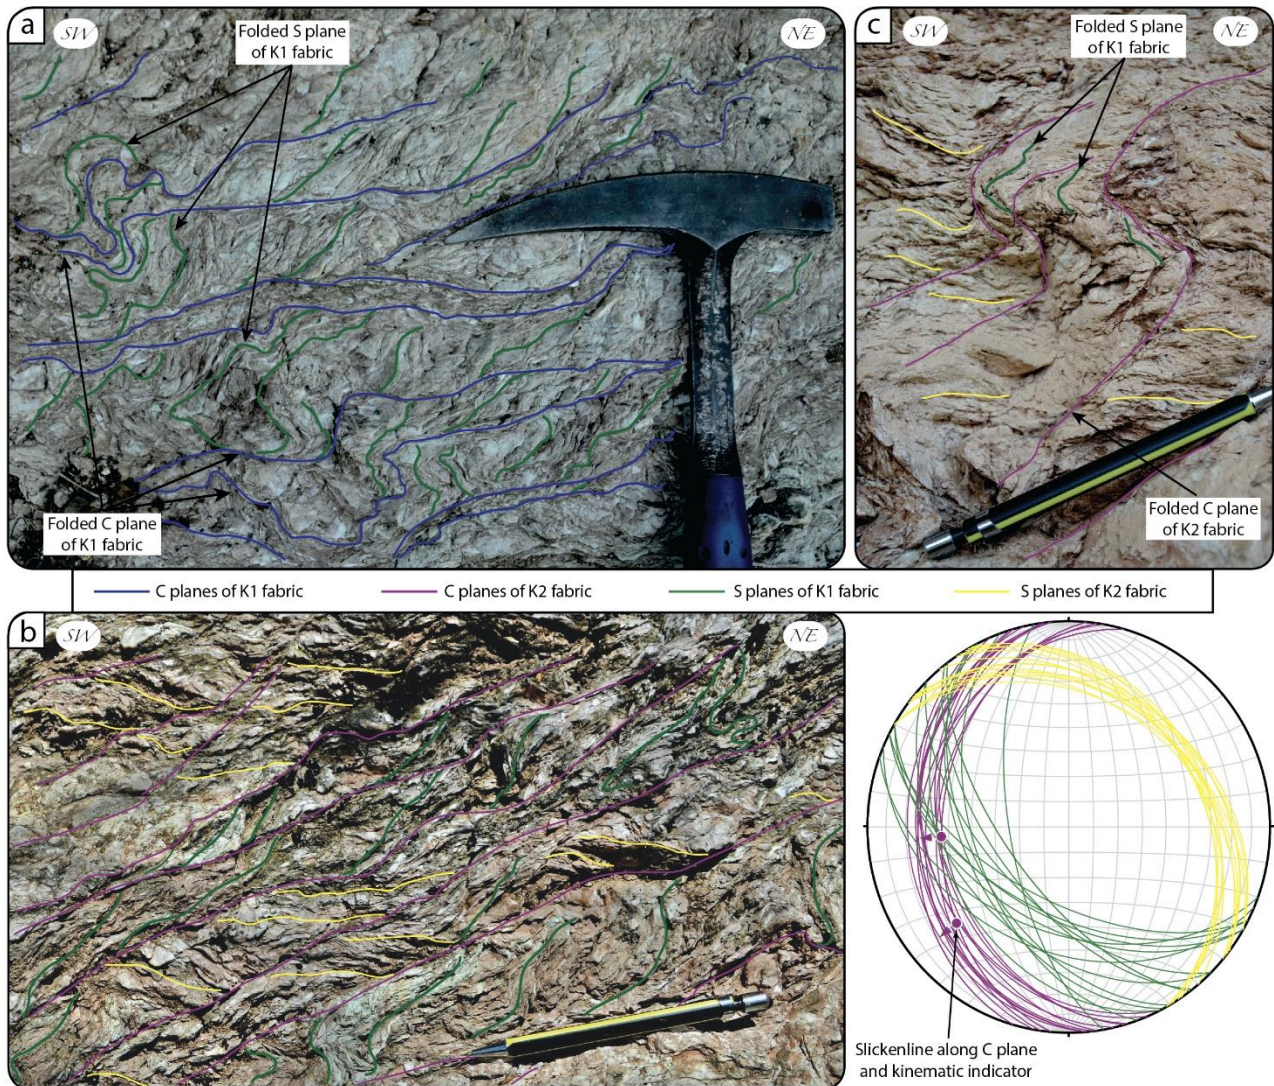 a
SW
Folded S plane
of K1 fabric
NE
Folded C plane
of K1 fabric
c
SW
Folded S plane
of K1 fabric
NE
Folded C plane
of K2 fabric
C planes of K1 fabric
C planes of K2 fabric
S planes of K1 fabric
S planes of K2 fabric
b
SW
NE
Slickenline along C plane
and kinematic indicator